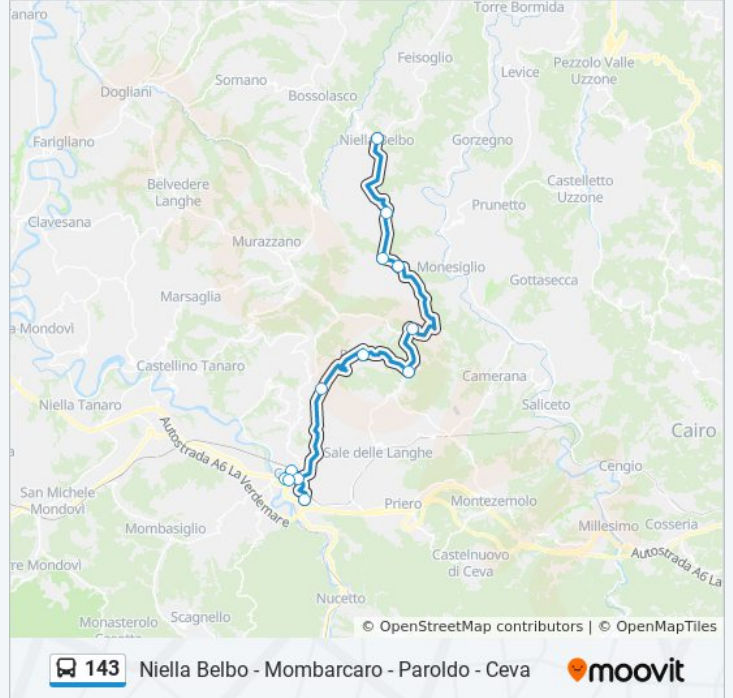 anaro
Torre Bormida
Feisoglio
Pezzolo Valle
Uzzone
Levice
Somano
Dogliani
Bossolasco
Farigliano
Niella Belbo
Gorzegno
Belvedere
Langhe
Castelletto
Uzzone
Prunetto
Clavesana
Murazzano
Monesiglio
Gottasecca
Marsaglia
a Mondovì
Castellino Tanaro
Camerana
Niella Tanaro
Saliceto
Autostrada A6 La Verdemare
Cairo
Sale delle Langhe
Cengio
San Michele
Mondovì
Priero
Montezemolo
Mombasiglio
Millesimo
Cosseria
Castelnuovo
di Ceva
Autostrada A6 La
re Mondovì
Nucetto
Scagnello
Monasterolo
© OpenStreetMap contributors | © OpenMapTiles
143 Niella Belbo - Mombarcaro - Paroldo - Ceva
moovit